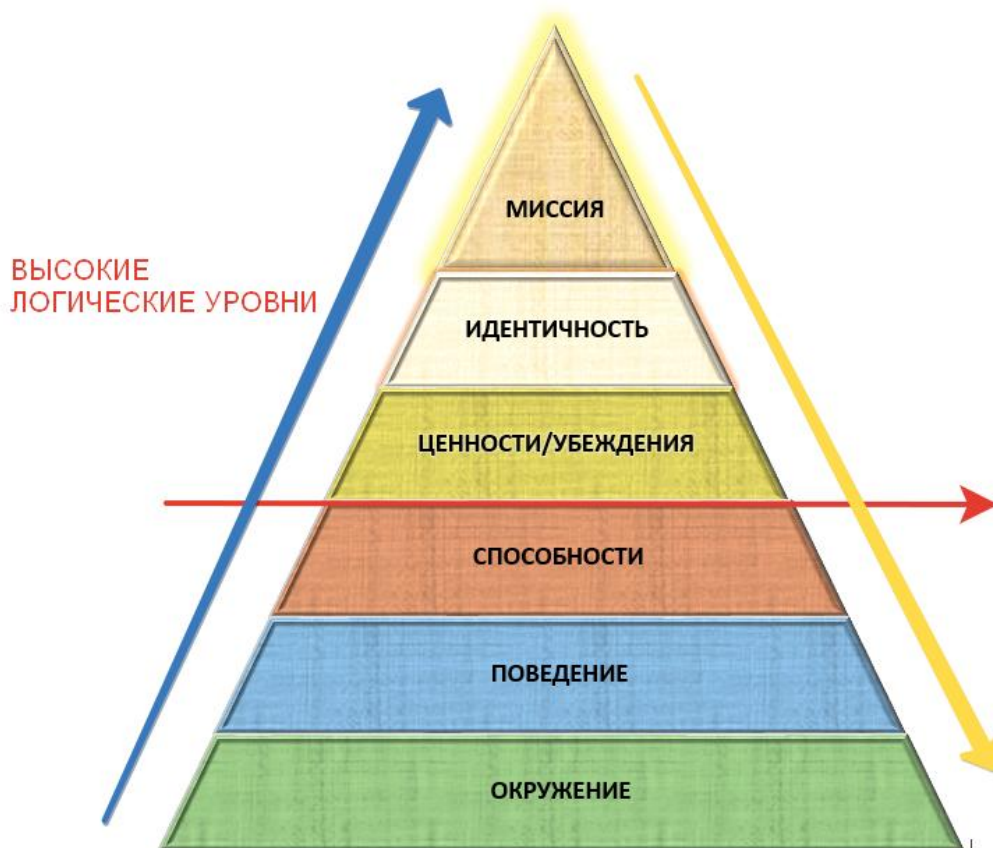 МИССИЯ
ВЫСОКИЕ
ЛОГИЧЕСКИЕ УРОВНИ
ИДЕНТИЧНОСТЬ
ЦЕННОСТИ/УБЕЖДЕНИЯ
СПОСОБНОСТИ
ПОВЕДЕНИЕ
ОКРУЖЕНИЕ